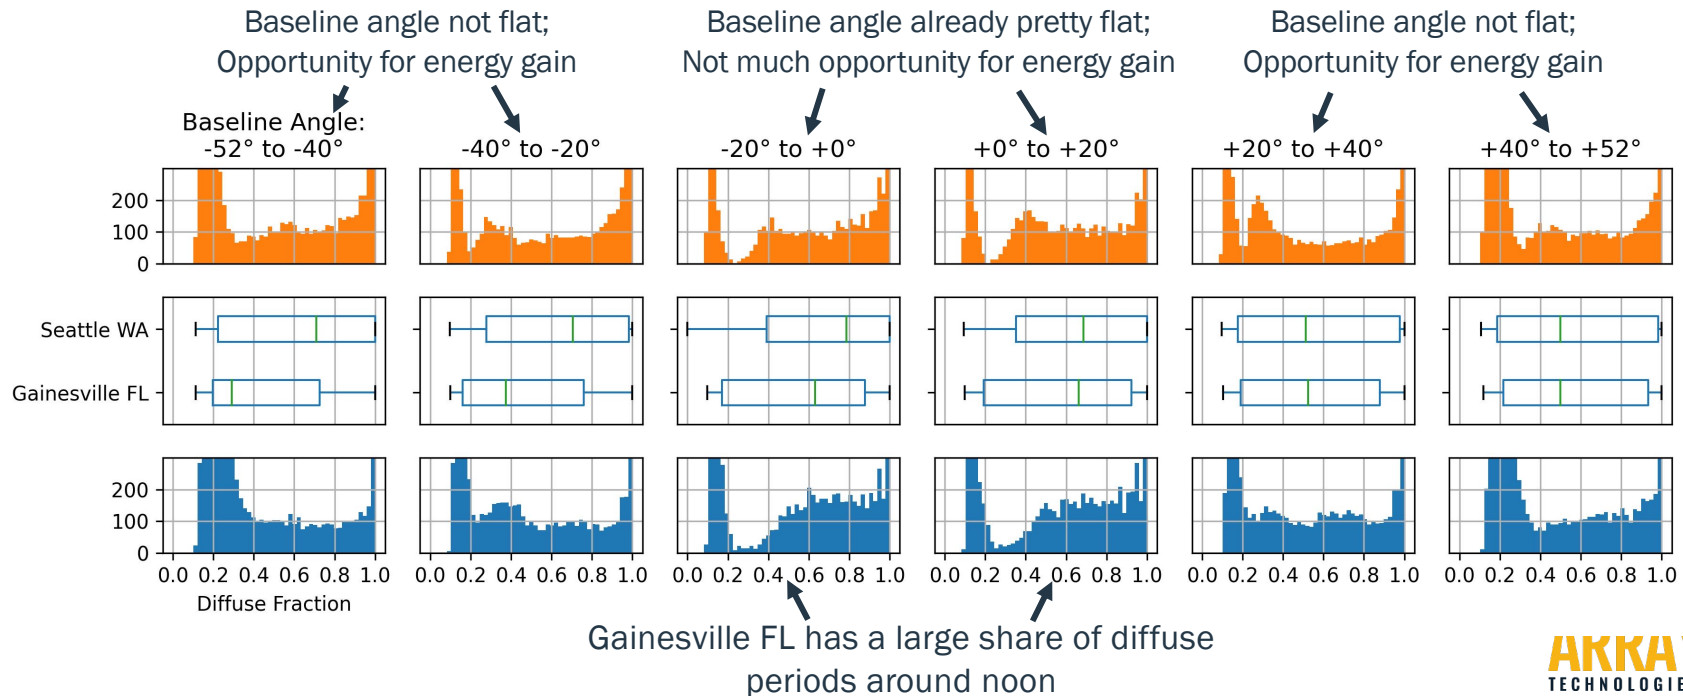 Baseline angle not flat;
Opportunity for energy gain
Baseline angle already pretty flat;
Not much opportunity for energy gain
Baseline angle not flat;
Opportunity for energy gain
Baseline Angle:
-52° to -40°
-40° to -20°
-20° to +0°
+0° to +20°
+20° to +40°
+40° to +52°
200
100
0
Seattle WA
Gainesville FL
200
100
0
0.0 0.2 0.4 0.6 0.8 1.0
0.0 0.2 0.4 0.6 0.8 1.0
0.0 0.2 0.4 0.6 0.8 1.0
0.0 0.2 0.4 0.6 0.8 1.0
0.0 0.2 0.4 0.6 0.8 1.0
0.0 0.2 0.4 0.6 0.8 1.0
Diffuse Fraction
Gainesville FL has a large share of diffuse
periods around noon
ARRA
TECHNOLOGIE